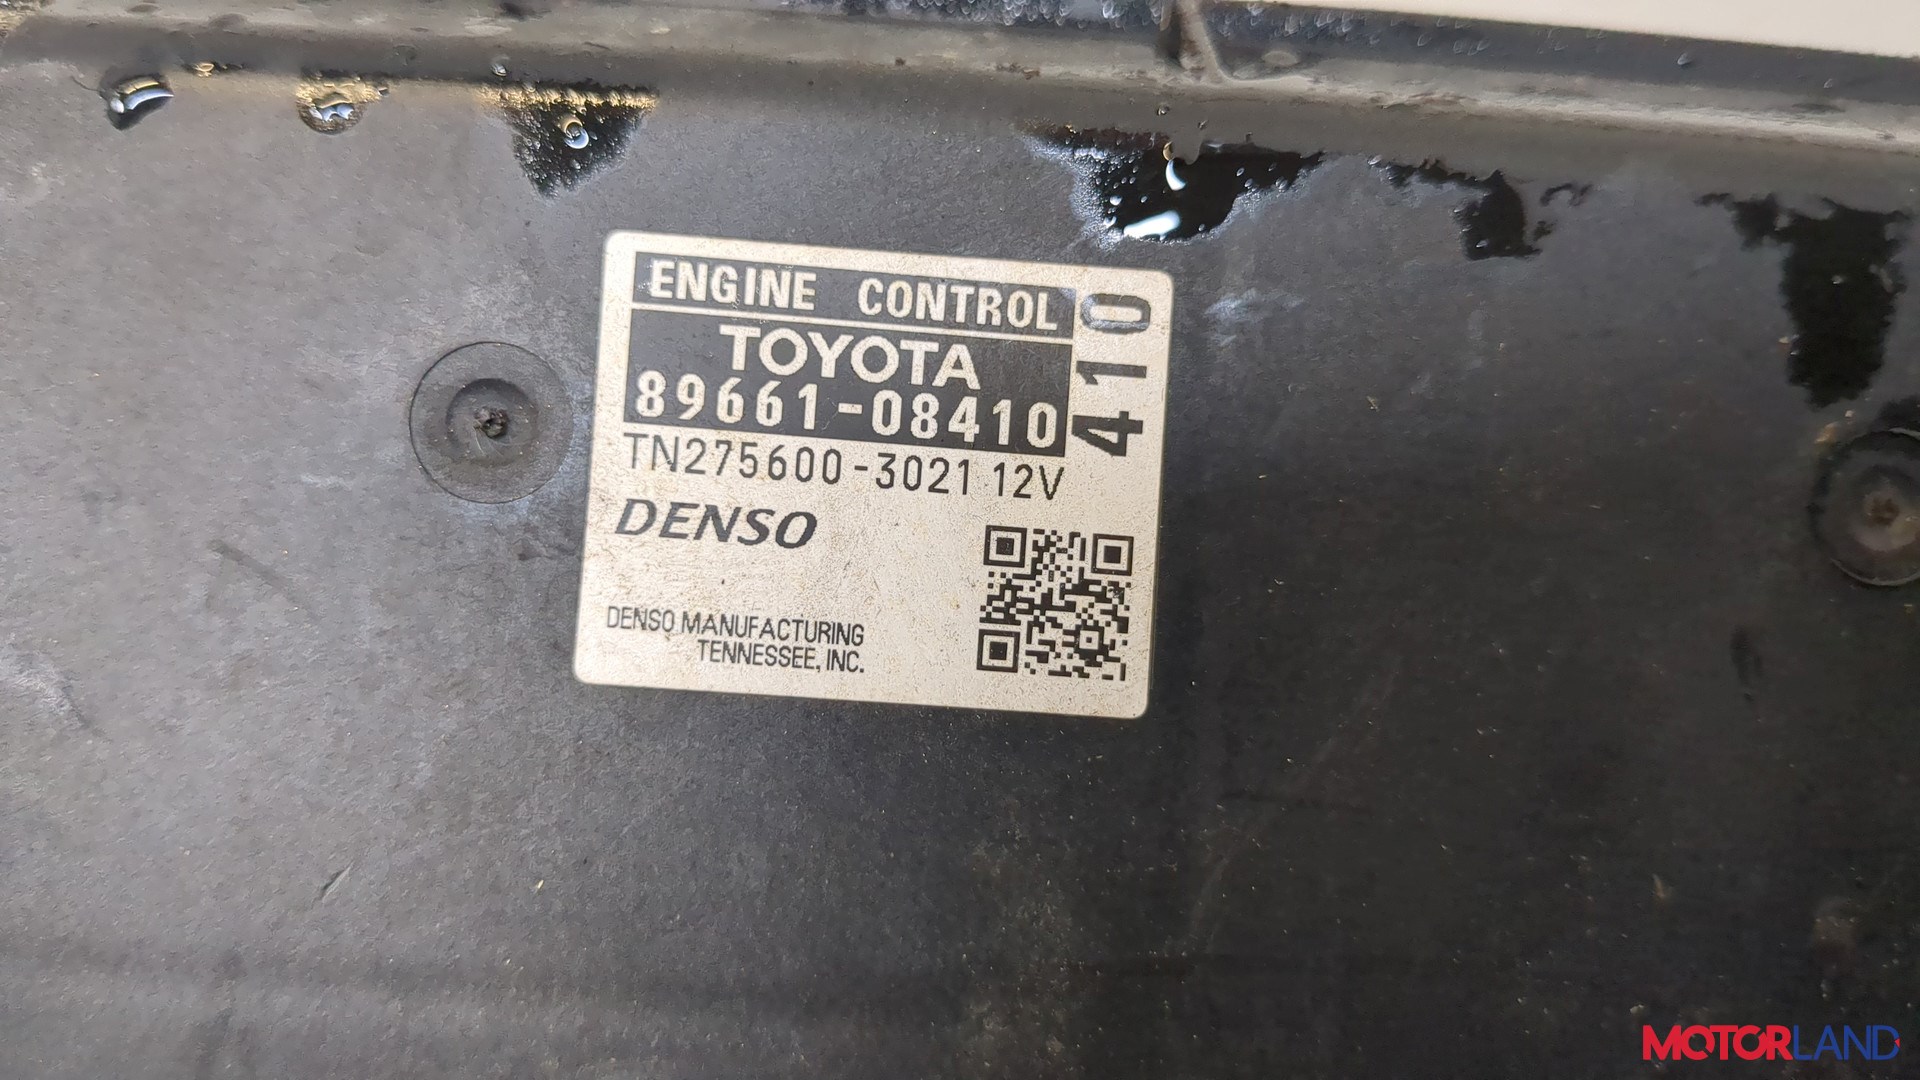 ENGINE CONTROL
TOYOTA
89661-08410
410
TN275600-3021 12V
DENSO
DENSO MANUFACTURING
TENNESSEE, INC.
MOTORLAND